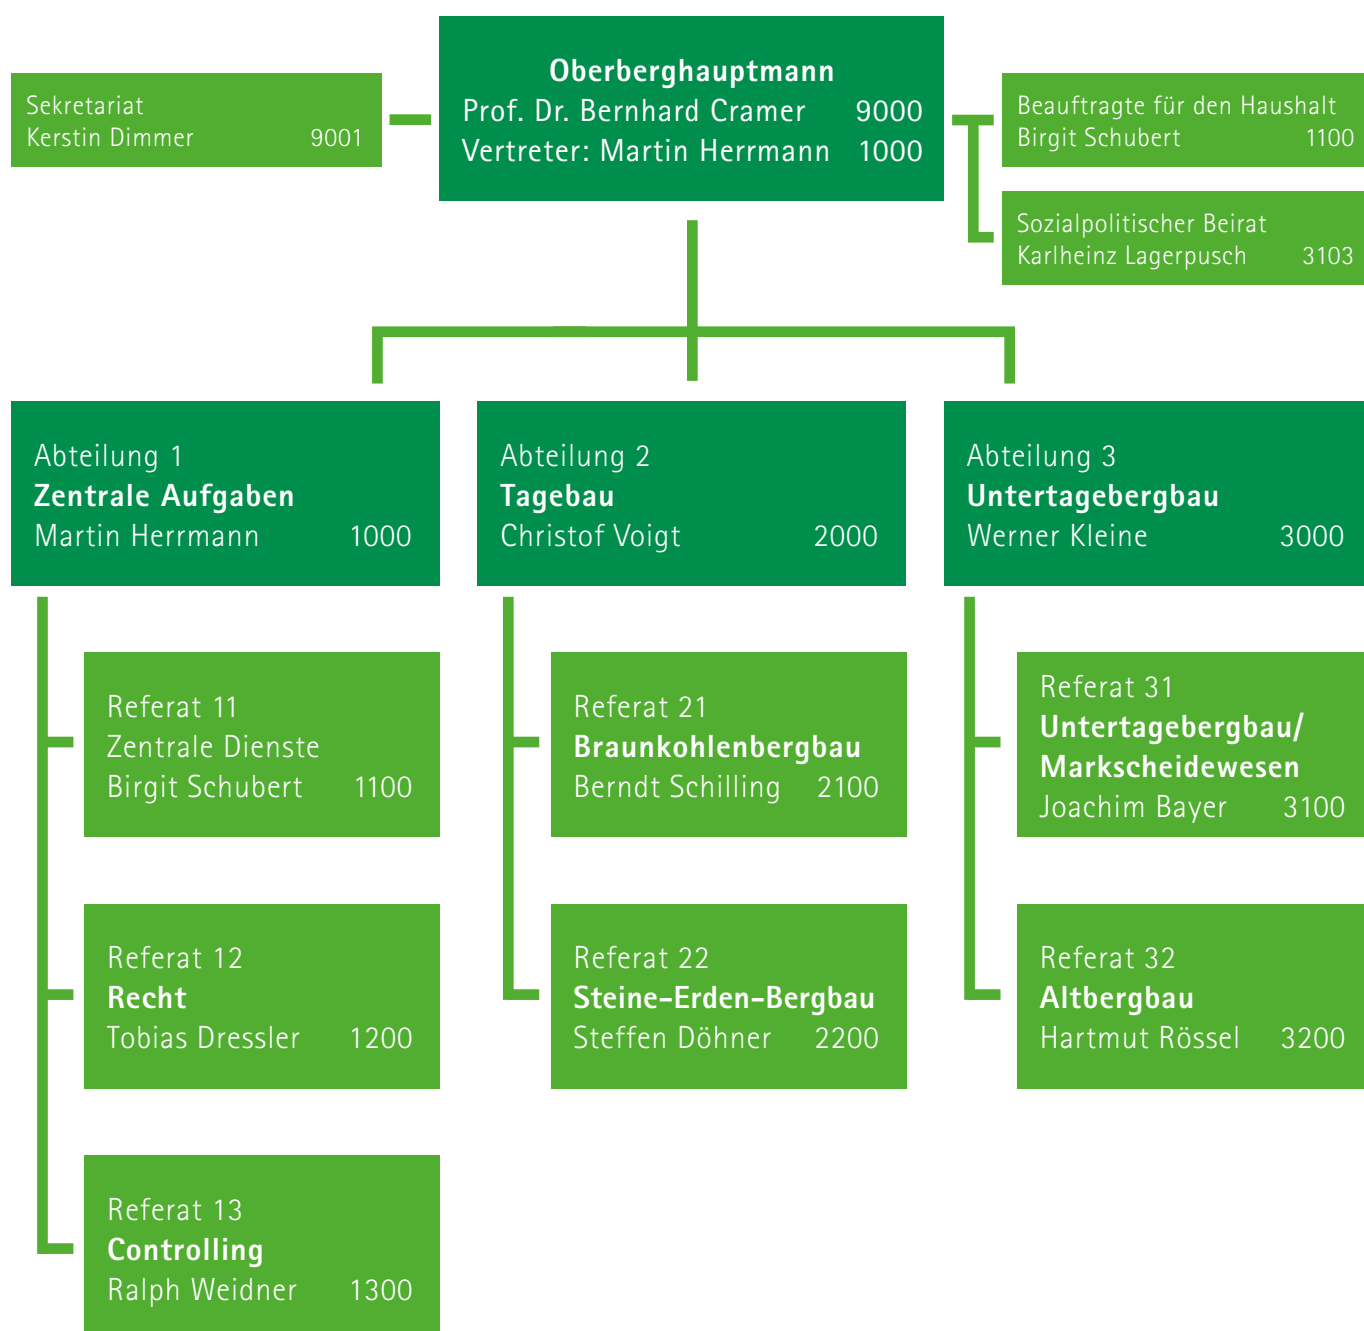 Oberberghauptmann
Prof. Dr. Bernhard Cramer 9000
Vertreter: Martin Herrmann 1000
Sekretariat
Kerstin Dimmer 9001
Beauftragte für den Haushalt
Birgit Schubert 1100
Sozialpolitischer Beirat
Karlheinz Lagerpusch 3103
Abteilung 1
Zentrale Aufgaben
Martin Herrmann 1000
Abteilung 2
Tagebau
Christof Voigt 2000
Abteilung 3
Untertagebergbau
Werner Kleine 3000
Referat 11
Zentrale Dienste
Birgit Schubert 1100
Referat 21
Braunkohlenbergbau
Berndt Schilling 2100
Referat 31
Untertagebergbau/
Markscheidewesen
Joachim Bayer 3100
Referat 12
Recht
Tobias Dressler 1200
Referat 22
Steine-Erden-Bergbau
Steffen Döhner 2200
Referat 32
Altbergbau
Hartmut Rössel 3200
Referat 13
Controlling
Ralph Weidner 1300